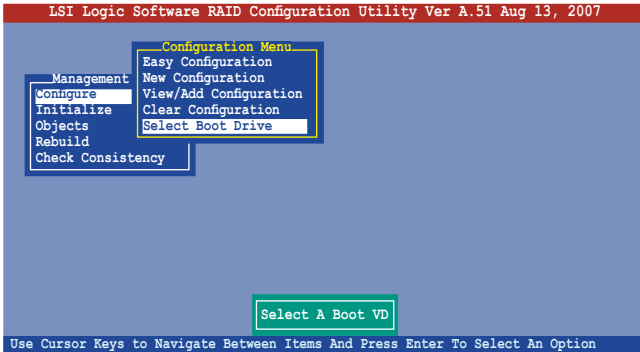 LSI Logic Software RAID Configuration Utility Ver A.51 Aug 13, 2007
Configuration Menu
Easy Configuration
New Configuration
View/Add Configuration
Clear Configuration
Select Boot Drive
Management
Configure
Initialize
Objects
Rebuild
Check Consistency
Select A Boot VD
Use Cursor Keys to Navigate Between Items And Press Enter To Select An Option